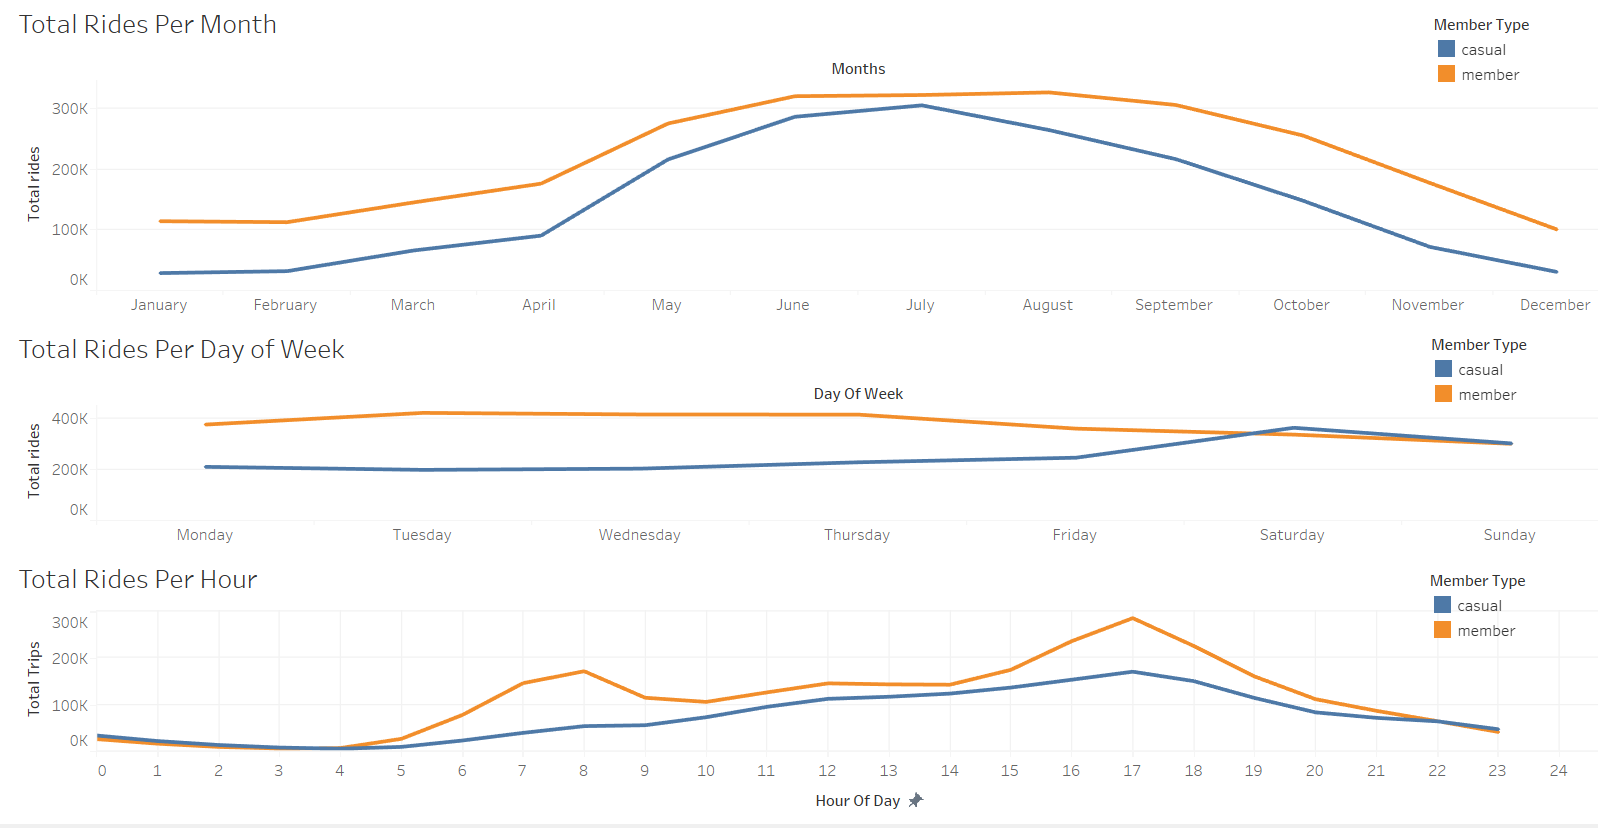 Total Rides Per Month
Member Type
casual
member
Months
300K
200K
100K
0K
Total rides
January February March April May June July August September October November December
Total Rides Per Day of Week
Member Type
casual
member
Day Of Week
400K
200K
0K
Total rides
Monday Tuesday Wednesday Thursday Friday Saturday Sunday
Total Rides Per Hour
Member Type
casual
member
300K
200K
100K
0K
Total Trips
0 1 2 3 4 5 6 7 8 9 10 11 12 13 14 15 16 17 18 19 20 21 22 23 24
Hour Of Day